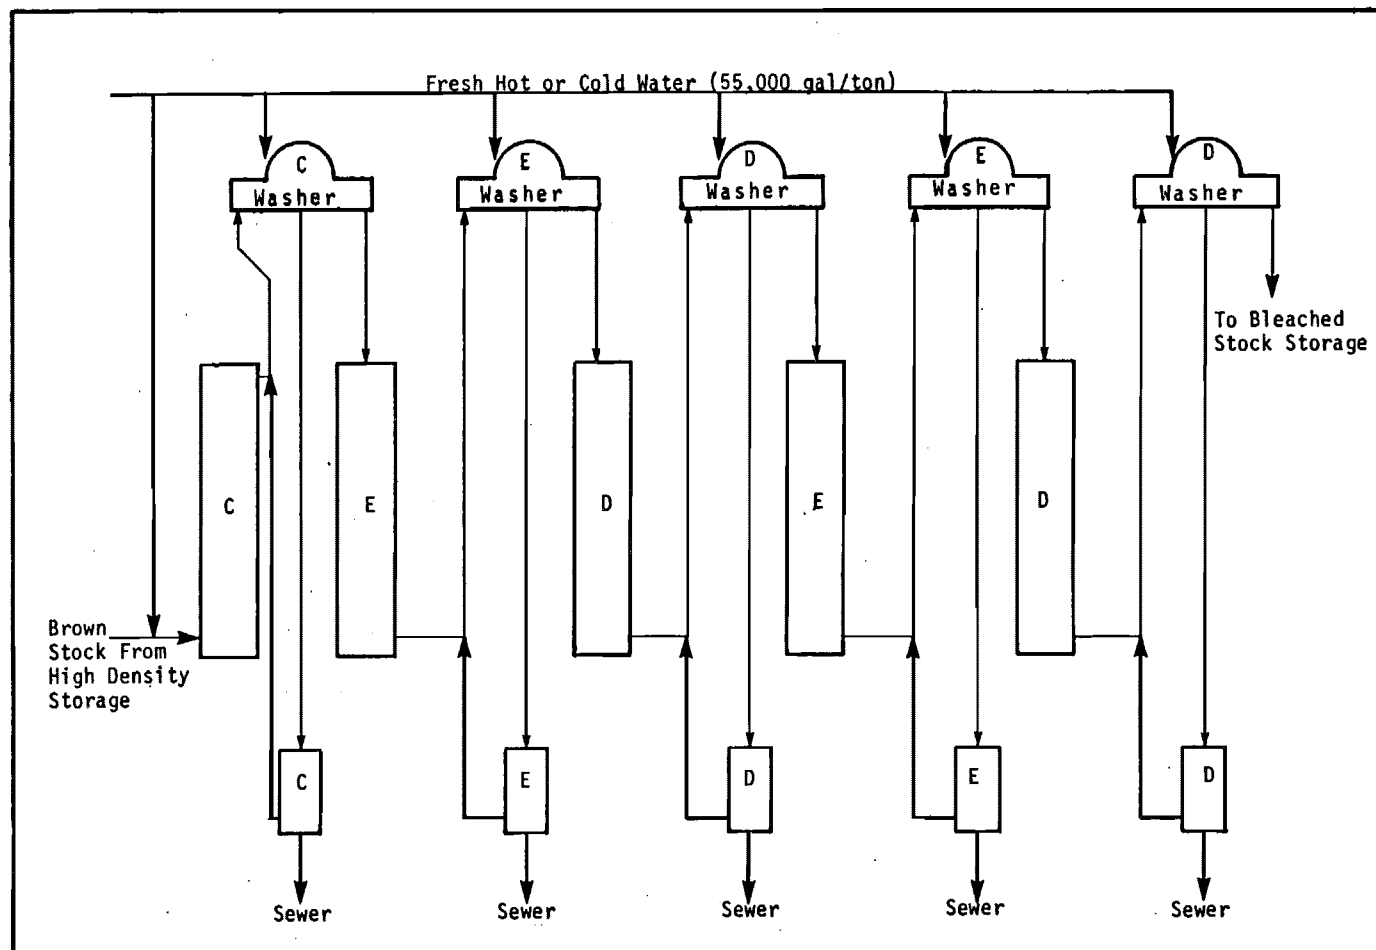 Fresh Hot or Cold Water (55,000 gal/ton)
C
Washer
E
Washer
D
Washer
E
Washer
D
Washer
To Bleached
Stock Storage
C
E
D
E
D
Brown
Stock From
High Density
Storage
C
E
D
E
D
Sewer
Sewer
Sewer
Sewer
Sewer